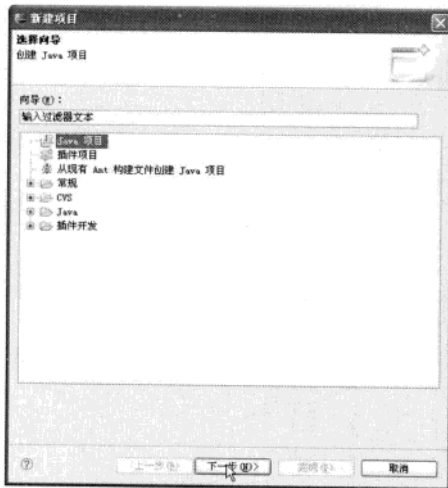 新建项目
选择向导
创建 Java 项目
向导(W)：
输入过滤器文本
Java 项目
插件项目
从现有 Ant 构建文件创建 Java 项目
常规
CVS
Java
插件开发
上一步(B) 下一步(N)> 完成(F) 取消